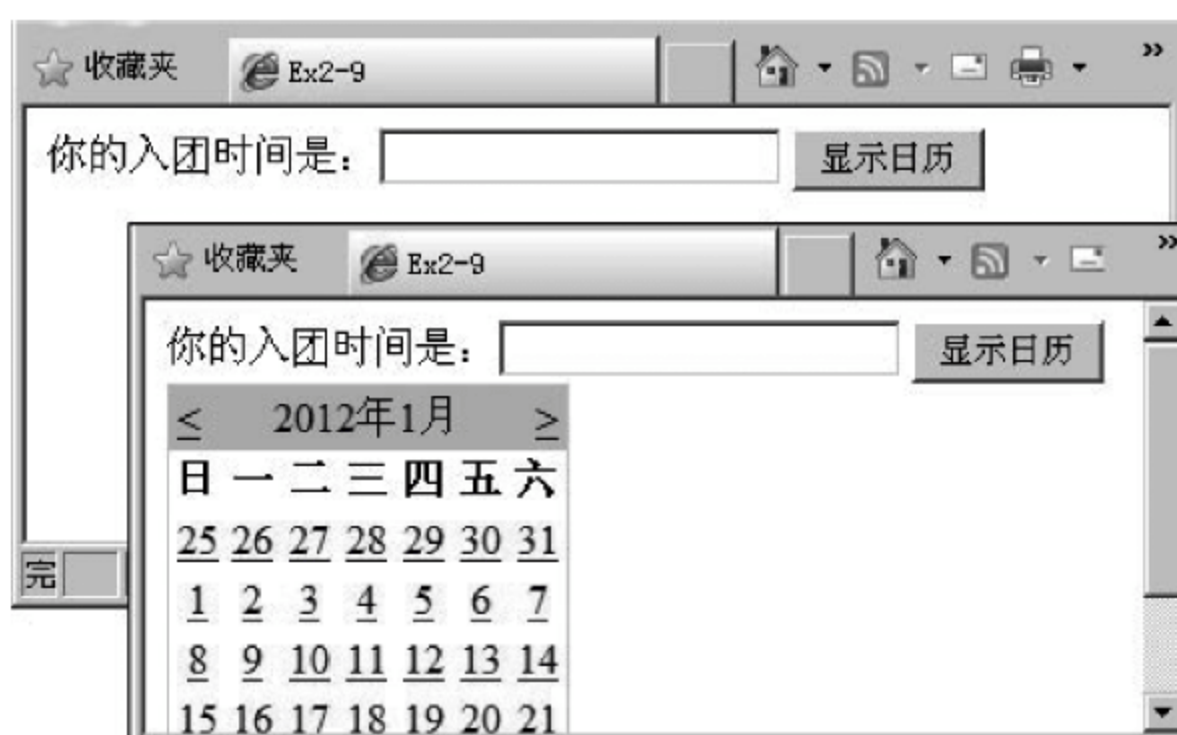 收藏夹 Ex2-9 »
你的入团时间是： 显示日历
收藏夹 Ex2-9 »
你的入团时间是： 显示日历
< 2012年1月 >
日 一 二 三 四 五 六
25 26 27 28 29 30 31
1 2 3 4 5 6 7
8 9 10 11 12 13 14
15 16 17 18 19 20 21
完